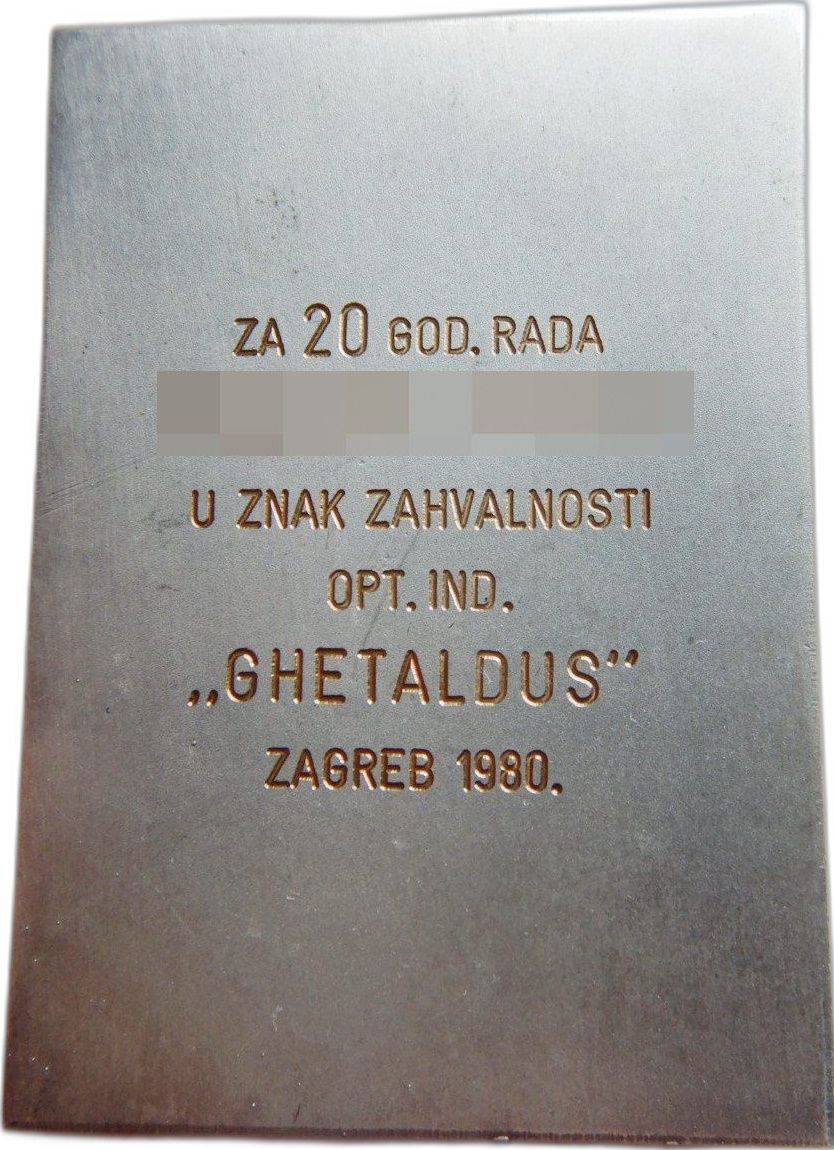 ZA 20 GOD. RADA
U ZNAK ZAHVALNOSTI
OPT. IND.
„GHETALDUS”
ZAGREB 1980.